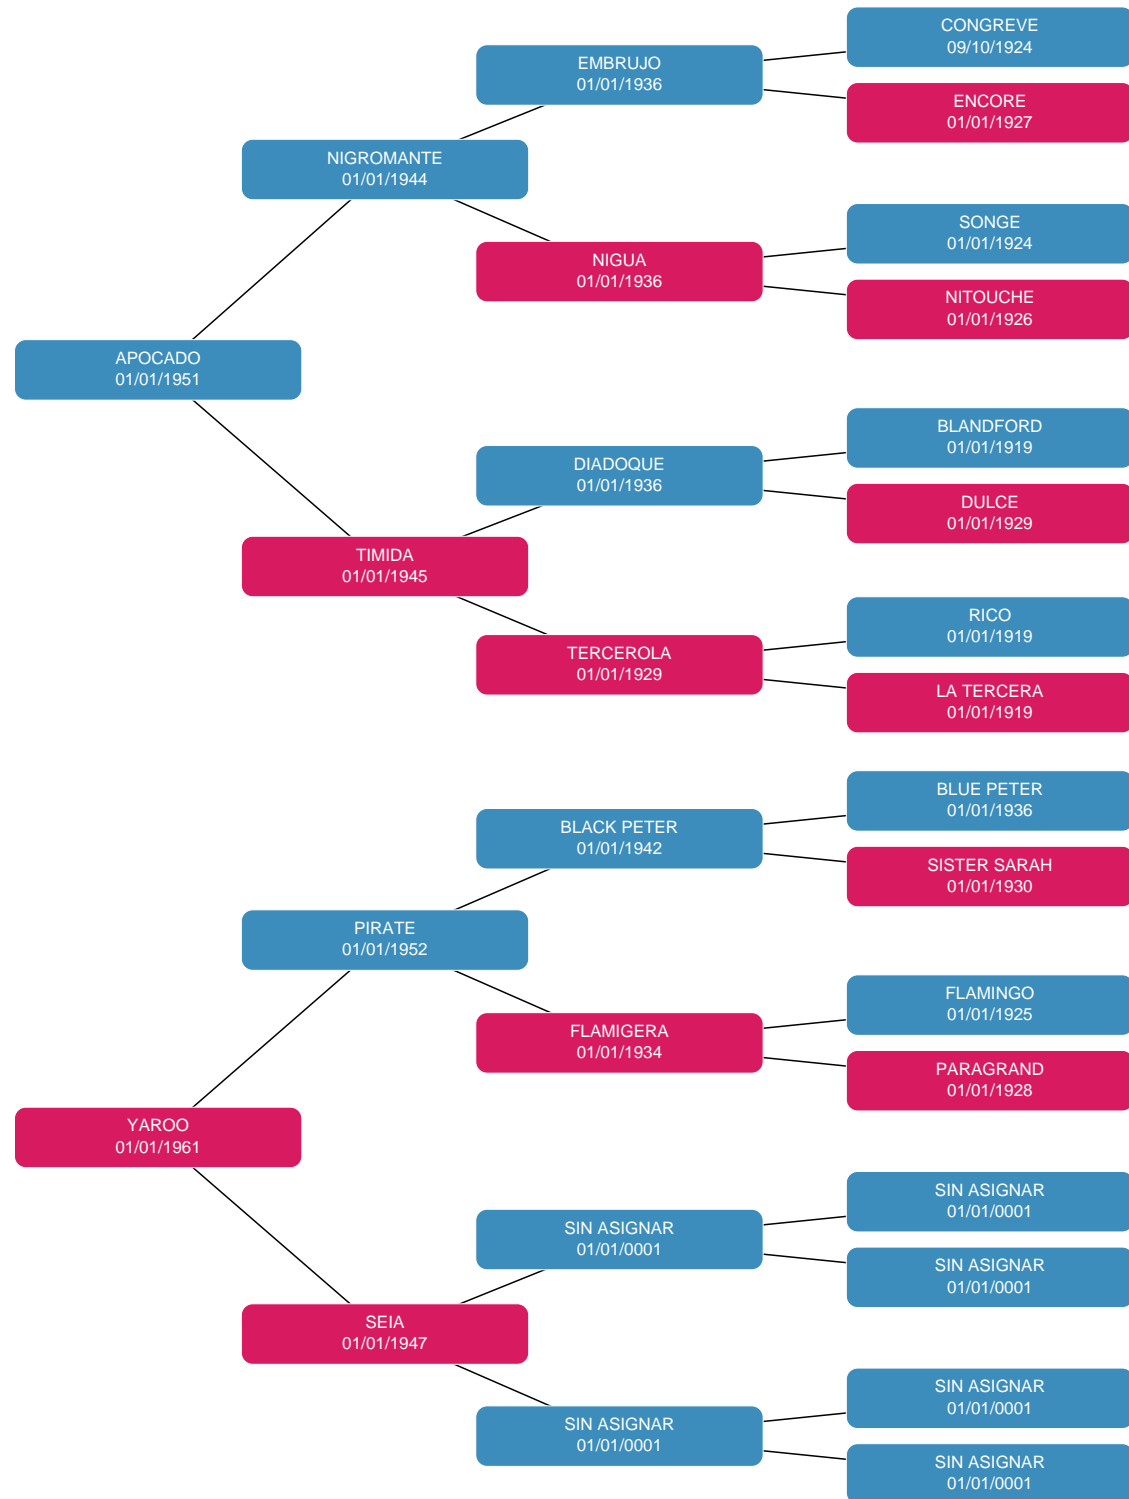 CONGREVE
09/10/1924
EMBRUJO
01/01/1936
ENCORE
01/01/1927
NIGROMANTE
01/01/1944
SONGE
01/01/1924
NIGUA
01/01/1936
NITOUCHE
01/01/1926
APOCADO
01/01/1951
BLANDFORD
01/01/1919
DIADOQUE
01/01/1936
DULCE
01/01/1929
TIMIDA
01/01/1945
RICO
01/01/1919
TERCEROLA
01/01/1929
LA TERCERA
01/01/1919
BLUE PETER
01/01/1936
BLACK PETER
01/01/1942
SISTER SARAH
01/01/1930
PIRATE
01/01/1952
FLAMINGO
01/01/1925
FLAMIGERA
01/01/1934
PARAGRAND
01/01/1928
YAROO
01/01/1961
SIN ASIGNAR
01/01/0001
SIN ASIGNAR
01/01/0001
SIN ASIGNAR
01/01/0001
SEIA
01/01/1947
SIN ASIGNAR
01/01/0001
SIN ASIGNAR
01/01/0001
SIN ASIGNAR
01/01/0001